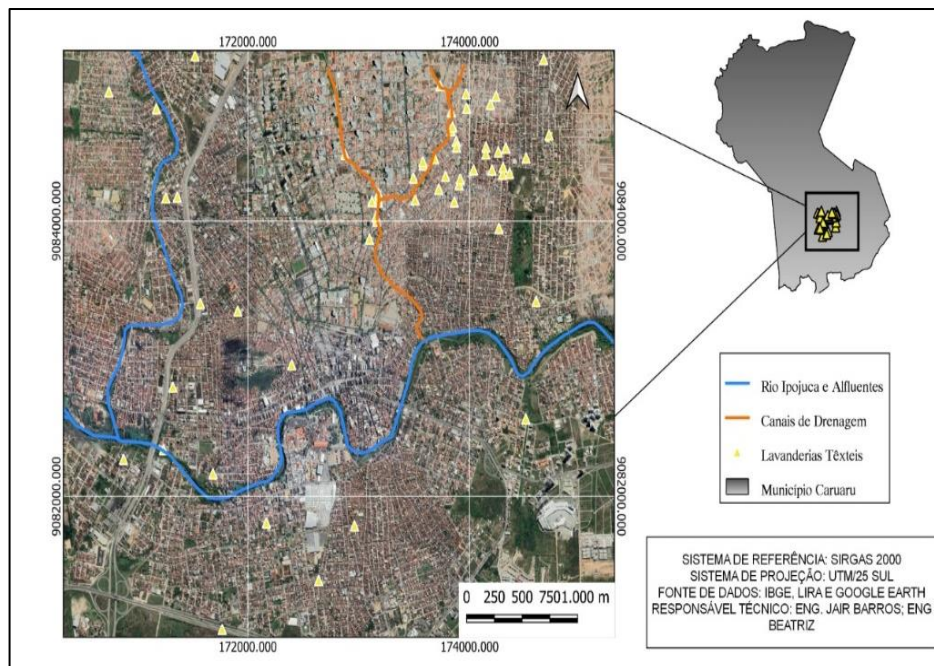 172000.000
174000.000
9084000.000
9084000.000
9082000.000
9082000.000
0 250 500 750 1.000 m
172000.000
174000.000
Rio Ipojuca e Alfluentes
Canais de Drenagem
Lavanderias Têxteis
Município Caruaru
SISTEMA DE REFERÊNCIA: SIRGAS 2000
SISTEMA DE PROJEÇÃO: UTM/25 SUL
FONTE DE DADOS: IBGE, LIRA E GOOGLE EARTH
RESPONSÁVEL TÉCNICO: ENG. JAIR BARROS; ENG
BEATRIZ